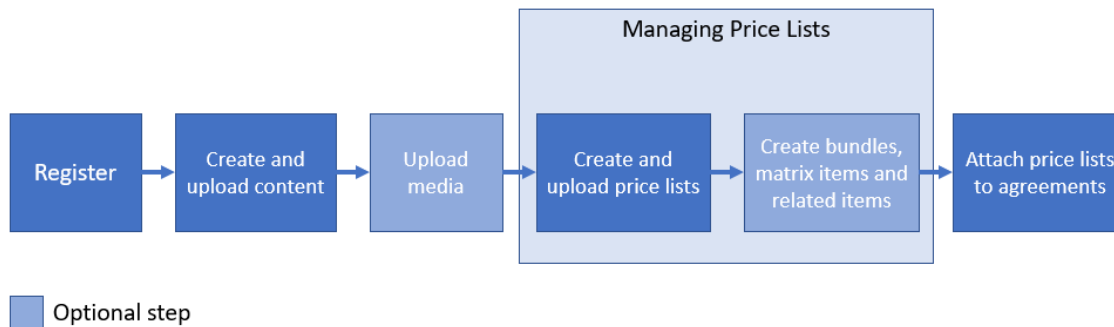 Managing Price Lists
Register
Create and
upload content
Upload
media
Create and
upload price lists
Create bundles,
matrix items and
related items
Attach price lists
to agreements
Optional step